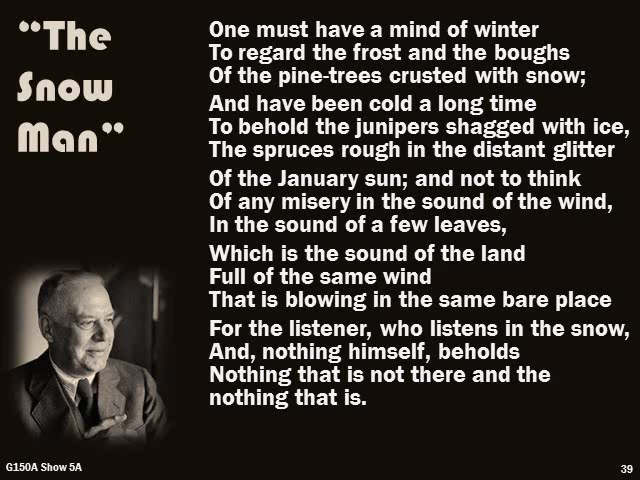 “The
Snow
Man”
One must have a mind of winter
To regard the frost and the boughs
Of the pine-trees crusted with snow;
And have been cold a long time
To behold the junipers shagged with ice,
The spruces rough in the distant glitter
Of the January sun; and not to think
Of any misery in the sound of the wind,
In the sound of a few leaves,
Which is the sound of the land
Full of the same wind
That is blowing in the same bare place
For the listener, who listens in the snow,
And, nothing himself, beholds
Nothing that is not there and the
nothing that is.
G150A Show 5A
39